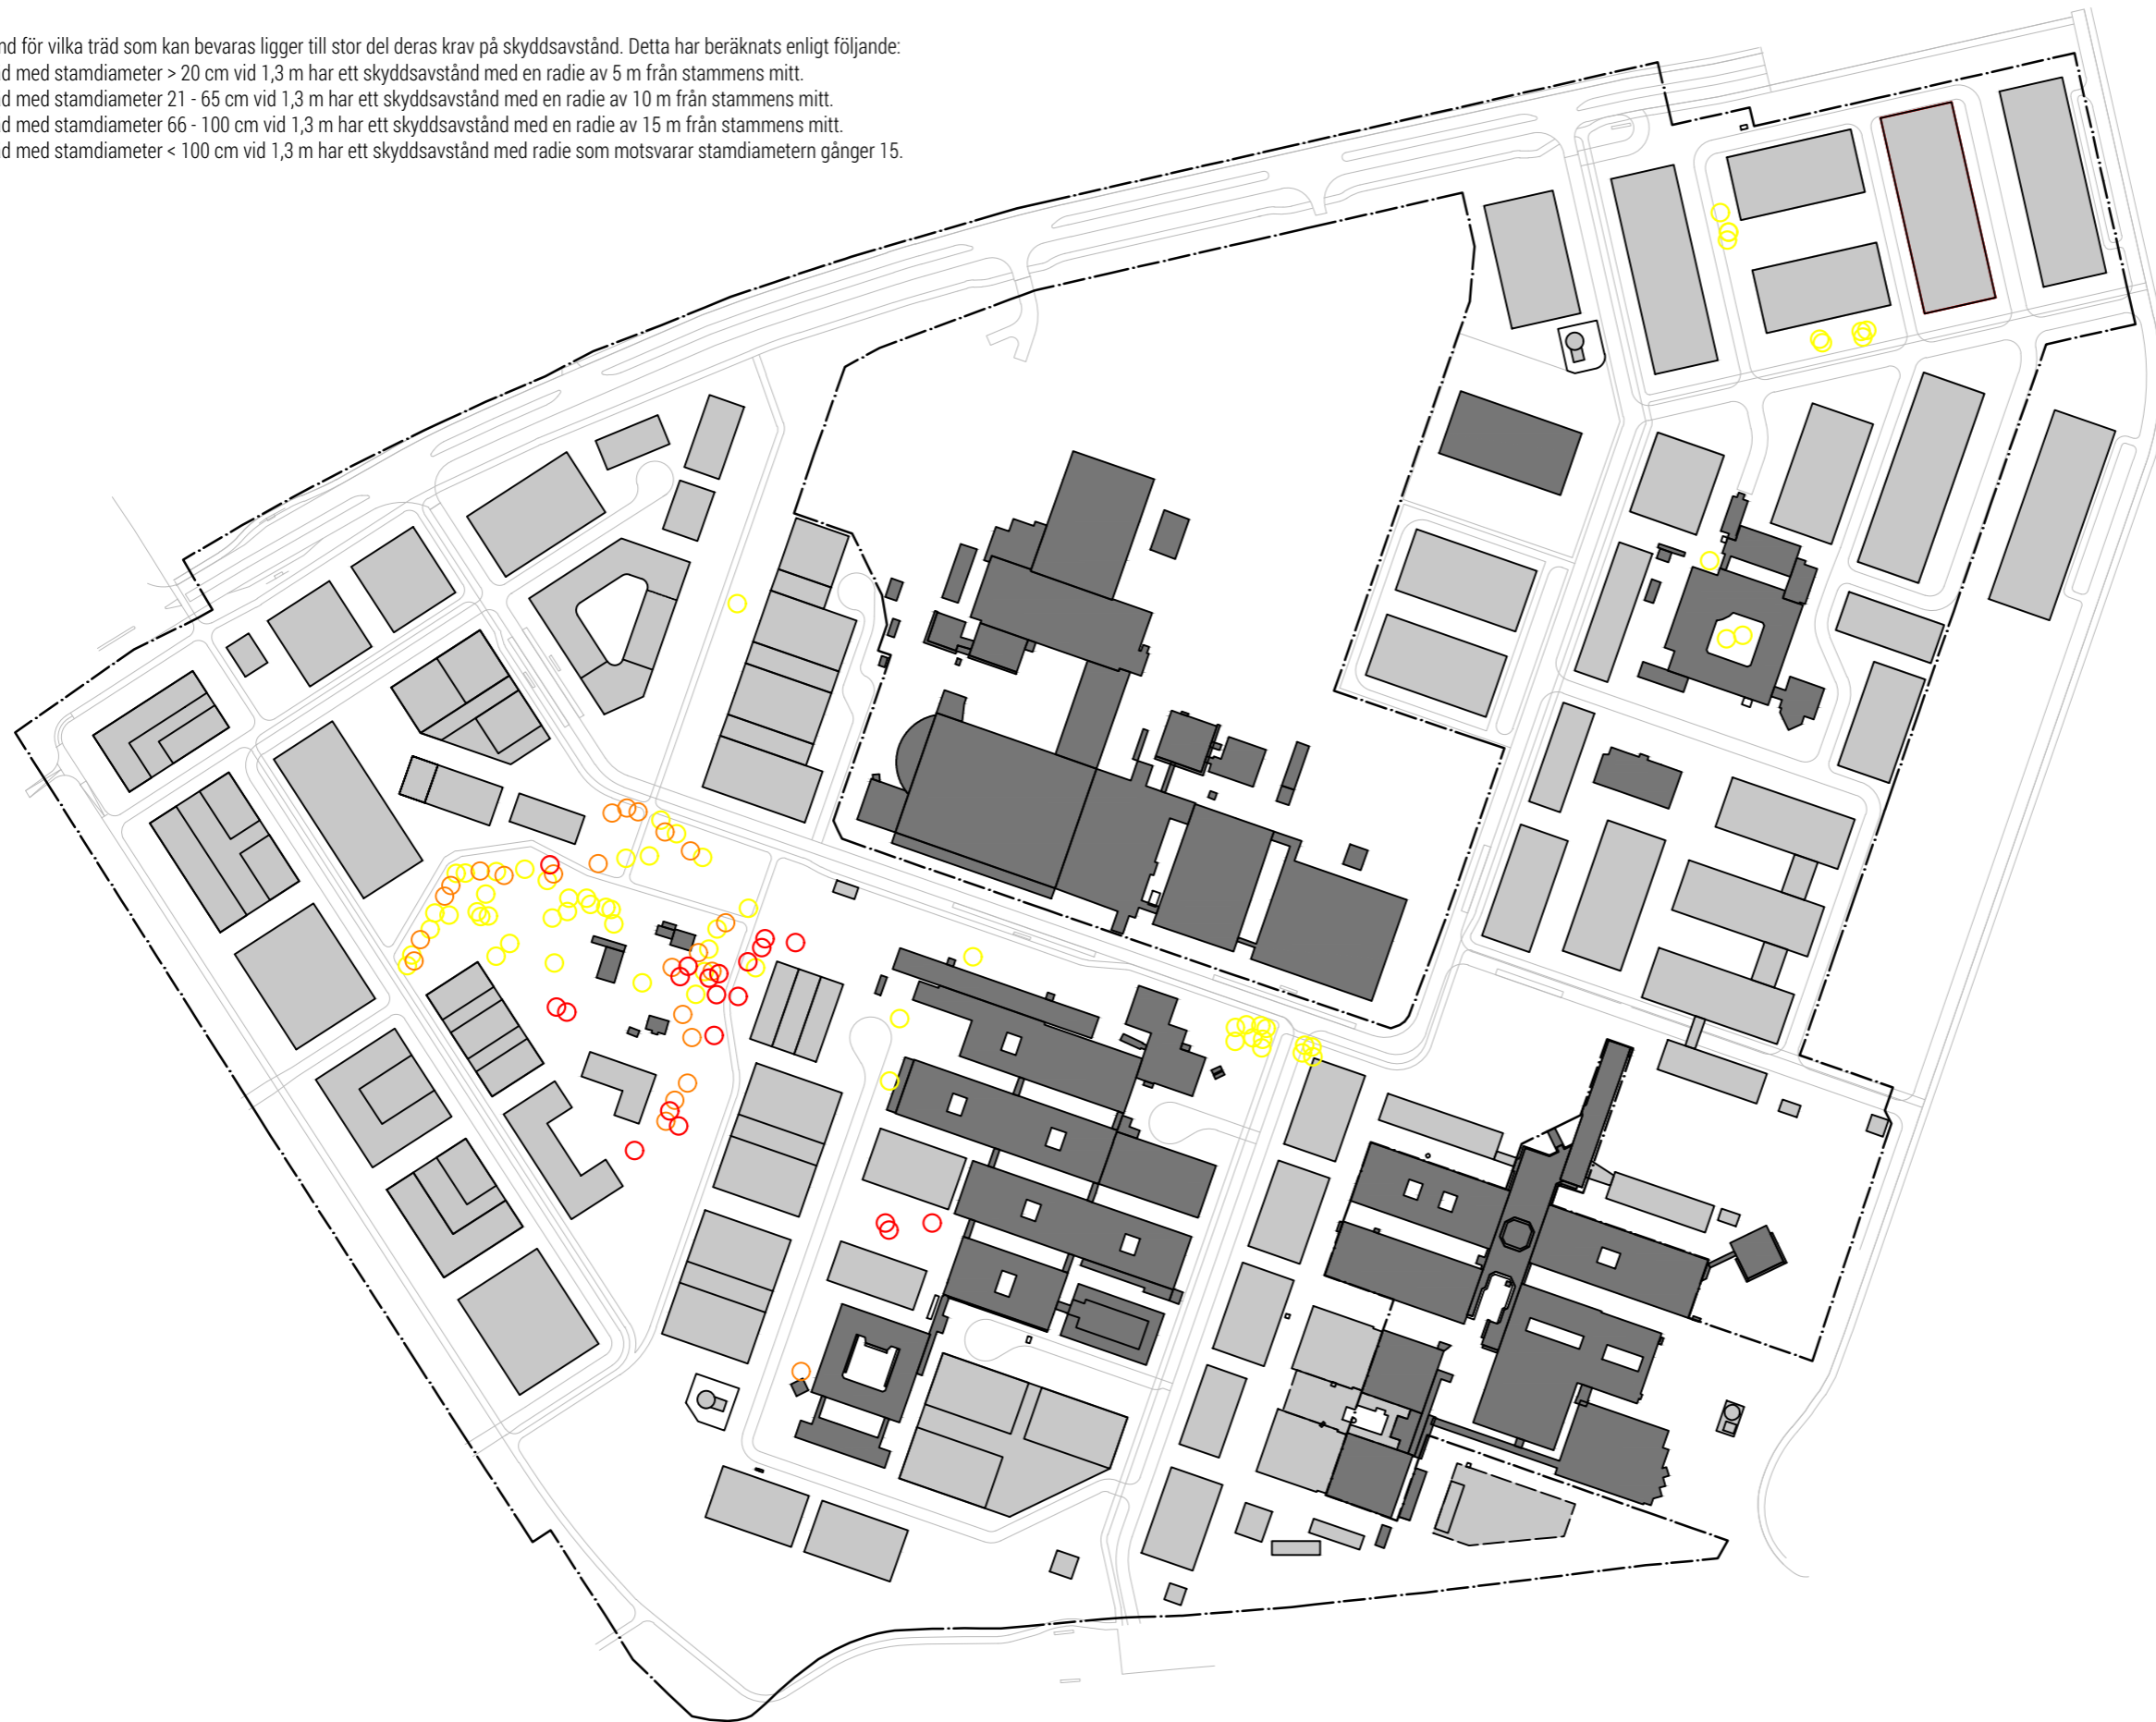 för vilka träd som kan bevaras ligger till stor del deras krav på skyddsavstånd. Detta har beräknats enligt följande:
med stamdiameter > 20 cm vid 1,3 m har ett skyddsavstånd med en radie av 5 m från stammens mitt.
med stamdiameter 21 - 65 cm vid 1,3 m har ett skyddsavstånd med en radie av 10 m från stammens mitt.
med stamdiameter 66 - 100 cm vid 1,3 m har ett skyddsavstånd med en radie av 15 m från stammens mitt.
med stamdiameter < 100 cm vid 1,3 m har ett skyddsavstånd med radie som motsvarar stamdiametern gånger 15.